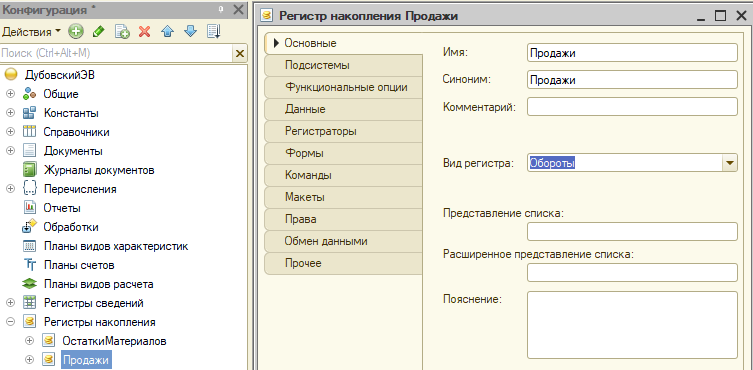 Конфигурация *
Действия
Поиск (Ctrl+Alt+M)
ДубовскийЭВ
Общие
Константы
Справочники
Документы
Журналы документов
Перечисления
Отчеты
Обработки
Планы видов характеристик
Планы счетов
Планы видов расчета
Регистры сведений
Регистры накопления
ОстаткиМатериалов
Продажи
Регистр накопления Продажи
Основные
Подсистемы
Функциональные опции
Данные
Регистраторы
Формы
Команды
Макеты
Права
Обмен данными
Прочее
Имя: Продажи
Синоним: Продажи
Комментарий:
Вид регистра: Обороты
Представление списка:
Расширенное представление списка:
Пояснение: